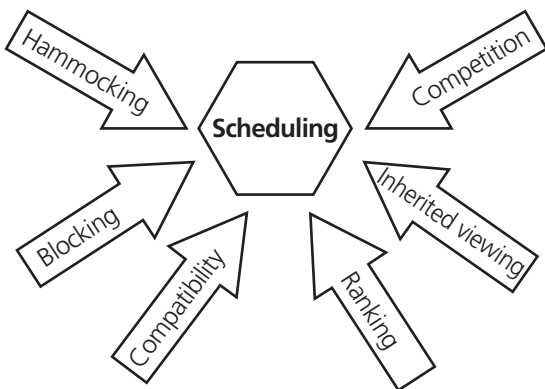 Hammocking
Competition
Scheduling
Blocking
Inherited viewing
Compatibility
Ranking